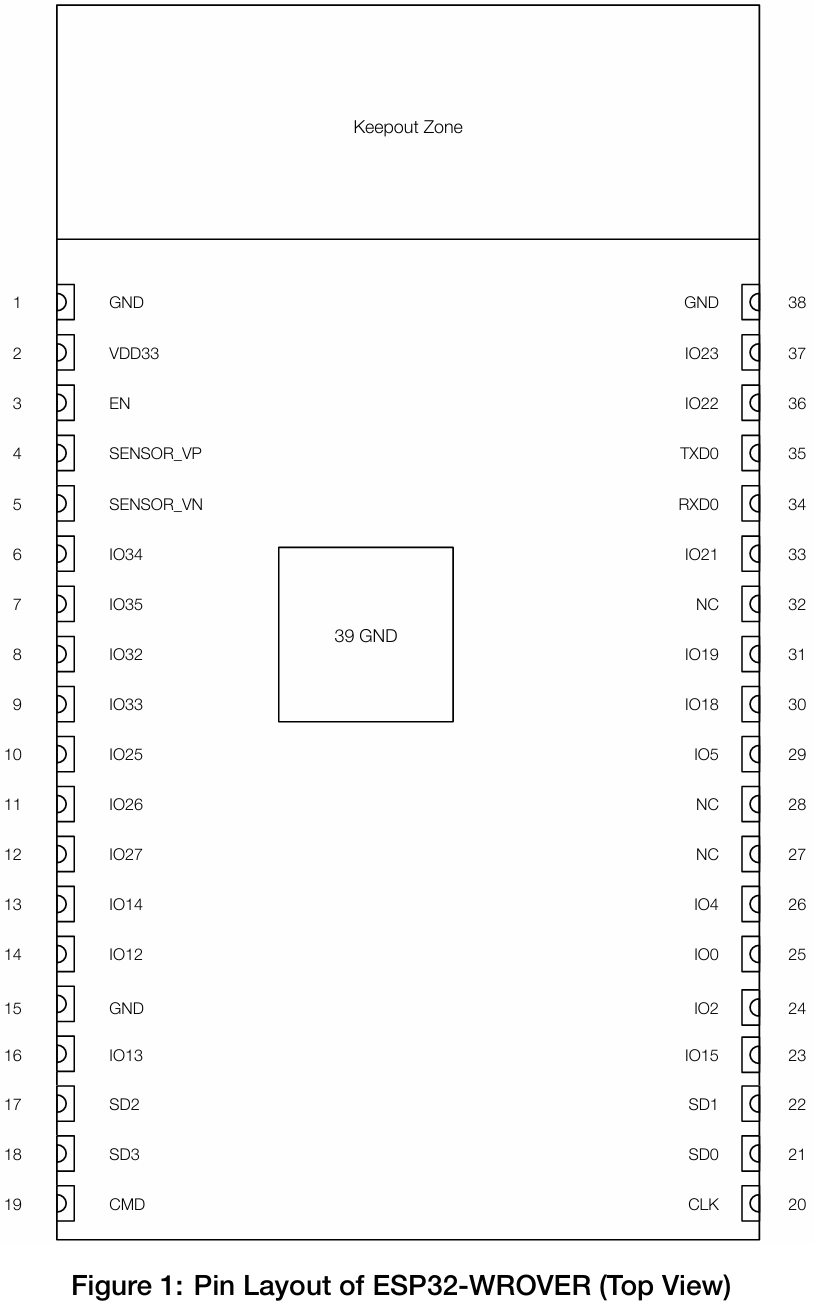 Keepout Zone
1 GND GND 38
2 VDD33 IO23 37
3 EN IO22 36
4 SENSOR_VP TXD0 35
5 SENSOR_VN RXD0 34
6 IO34 IO21 33
7 IO35 NC 32
39 GND
8 IO32 IO19 31
9 IO33 IO18 30
10 IO25 IO5 29
11 IO26 NC 28
12 IO27 NC 27
13 IO14 IO4 26
14 IO12 IO0 25
15 GND IO2 24
16 IO13 IO15 23
17 SD2 SD1 22
18 SD3 SD0 21
19 CMD CLK 20
Figure 1: Pin Layout of ESP32-WROVER (Top View)